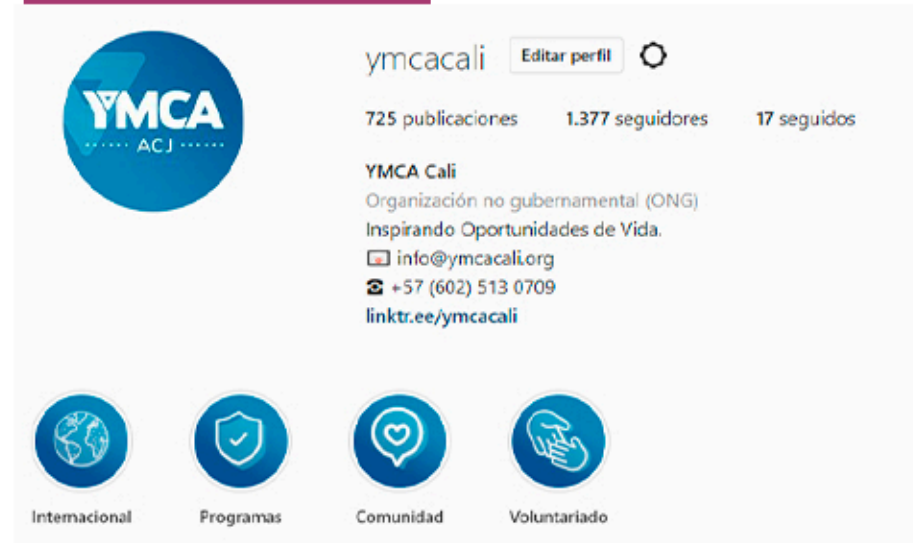 YMCA
ACJ
ymcacali Editar perfil
725 publicaciones 1.377 seguidores 17 seguidos
YMCA Cali
Organización no gubernamental (ONG)
Inspirando Oportunidades de Vida.
info@ymcacali.org
+57 (602) 513 0709
linktr.ee/ymcacali
Internacional Programas Comunidad Voluntariado